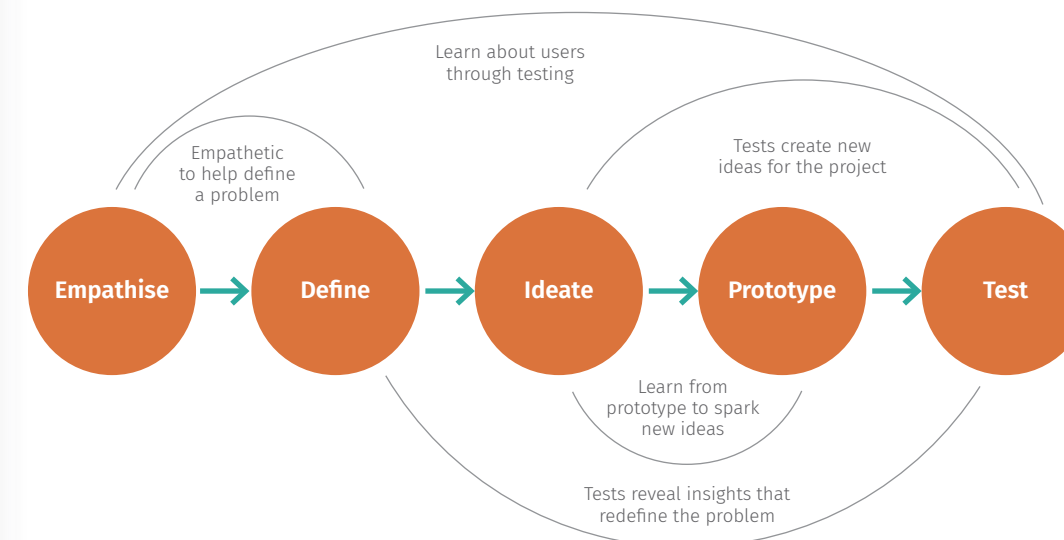 Learn about users
through testing
Empathetic
to help define
a problem
Tests create new
ideas for the project
Empathise
Define
Ideate
Prototype
Test
Learn from
prototype to spark
new ideas
Tests reveal insights that
redefine the problem